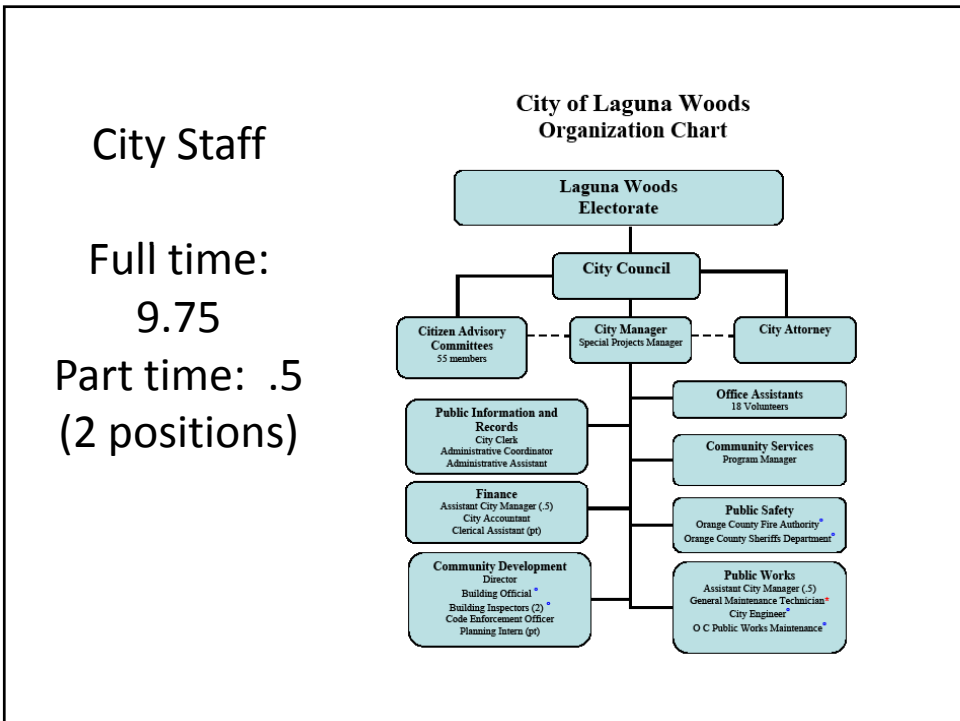 City Staff
Full time:
9.75
Part time: .5
(2 positions)
City of Laguna Woods
Organization Chart
Laguna Woods
Electorate
City Council
Citizen Advisory
Committees
55 members
City Manager
Special Projects Manager
City Attorney
Public Information and
Records
City Clerk
Administrative Coordinator
Administrative Assistant
Finance
Assistant City Manager (.5)
City Accountant
Clerical Assistant (pt)
Community Development
Director
Building Official *
Building Inspectors (2) *
Code Enforcement Officer
Planning Intern (pt)
Office Assistants
18 Volunteers
Community Services
Program Manager
Public Safety
Orange County Fire Authority*
Orange County Sheriffs Department*
Public Works
Assistant City Manager (.5)
General Maintenance Technician*
City Engineer*
O C Public Works Maintenance*